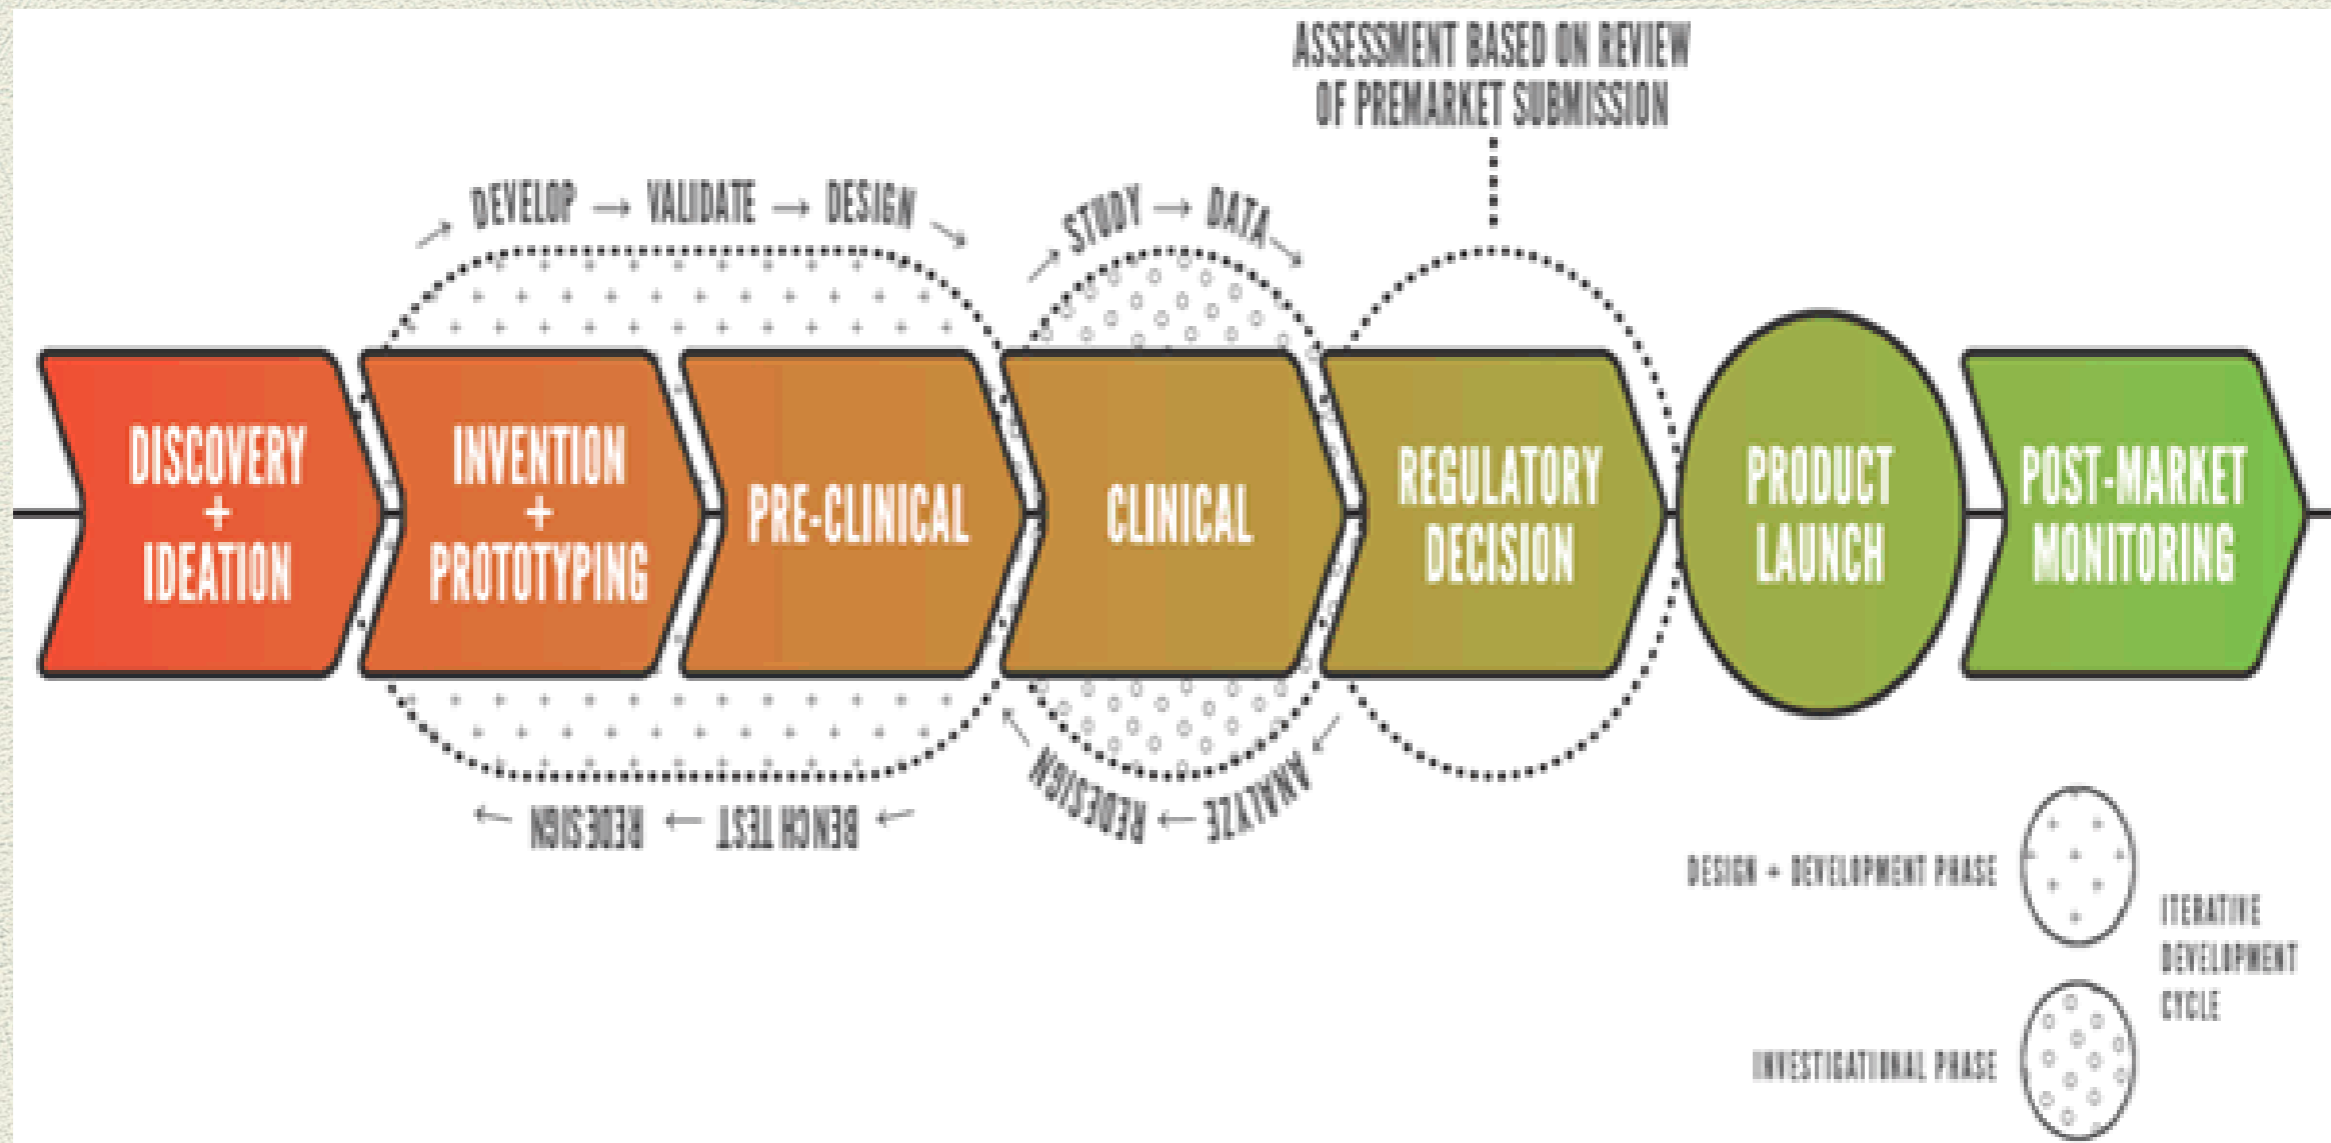 ASSESSMENT BASED ON REVIEW
OF PREMARKET SUBMISSION
→ DEVELOP → VALIDATE → DESIGN →
→ STUDY → DATA →
DISCOVERY
+
IDEATION
INVENTION
+
PROTOTYPING
PRE-CLINICAL
CLINICAL
REGULATORY
DECISION
PRODUCT
LAUNCH
POST-MARKET
MONITORING
BENCH TEST
REDESIGN
ANALYZE
REDESIGN
DESIGN + DEVELOPMENT PHASE
ITERATIVE
DEVELOPMENT
CYCLE
INVESTIGATIONAL PHASE